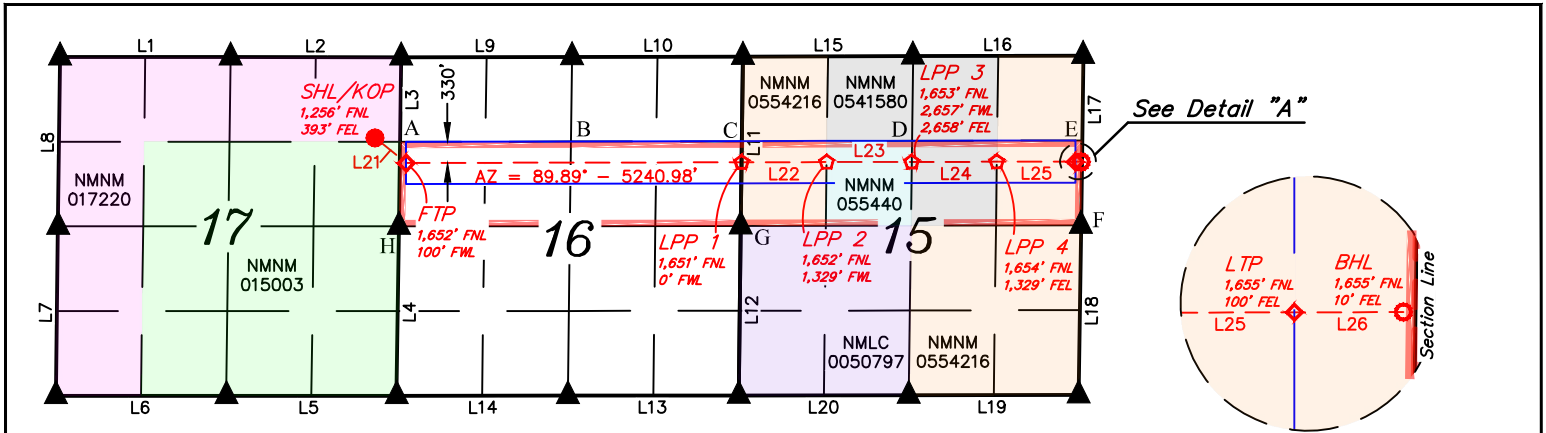 L1
L2
L9
L10
L15
L16
SHL/KOP
1,256' FNL
393' FEL
L3
330'
NMNM
0554216
NMNM
0541580
LPP 3
1,653' FNL
2,657' FWL
2,658' FEL
L17
See Detail "A"
L8
A
B
C
L11
D
E
L21
AZ = 89.89° - 5240.98'
L22
L23
L24
L25
NMNM
017220
NMNM
055440
17
H
FTP
1,652' FNL
100' FWL
16
LPP 1
1,651' FNL
0' FWL
G
LPP 2
1,652' FNL
1,329' FWL
15
LPP 4
1,654' FNL
1,329' FEL
F
NMNM
015003
L7
L4
L12
L18
NMLC
0050797
NMNM
0554216
L6
L5
L14
L13
L20
L19
LTP
1,655' FNL
100' FEL
BHL
1,655' FNL
10' FEL
L25
L26
Section Line